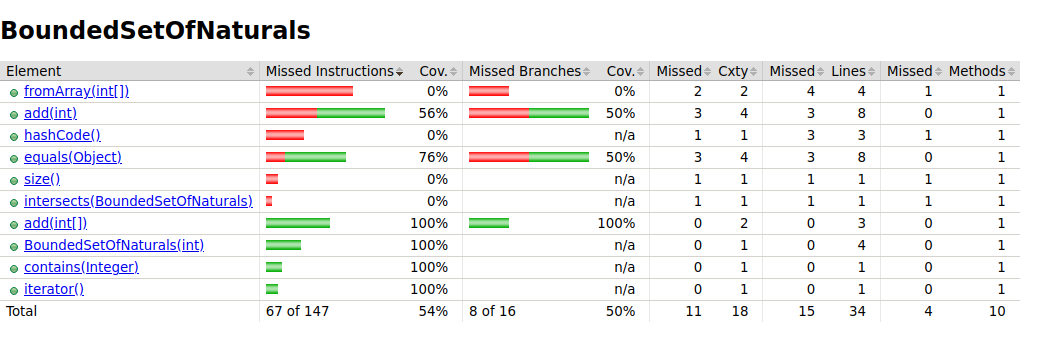 BoundedSetOfNaturals
Element Missed Instructions Cov. Missed Branches Cov. Missed Cxty Missed Lines Missed Methods
fromArray(int[]) 0% 0% 2 2 4 4 1 1
add(int) 56% 50% 3 4 3 8 0 1
hashCode() 0% n/a 1 1 3 3 1 1
equals(Object) 76% 50% 3 4 3 8 0 1
size() 0% n/a 1 1 1 1 1 1
intersects(BoundedSetOfNaturals) 0% n/a 1 1 1 1 1 1
add(int[]) 100% 100% 0 2 0 3 0 1
BoundedSetOfNaturals(int) 100% n/a 0 1 0 4 0 1
contains(Integer) 100% n/a 0 1 0 1 0 1
iterator() 100% n/a 0 1 0 1 0 1
Total 67 of 147 54% 8 of 16 50% 11 18 15 34 4 10